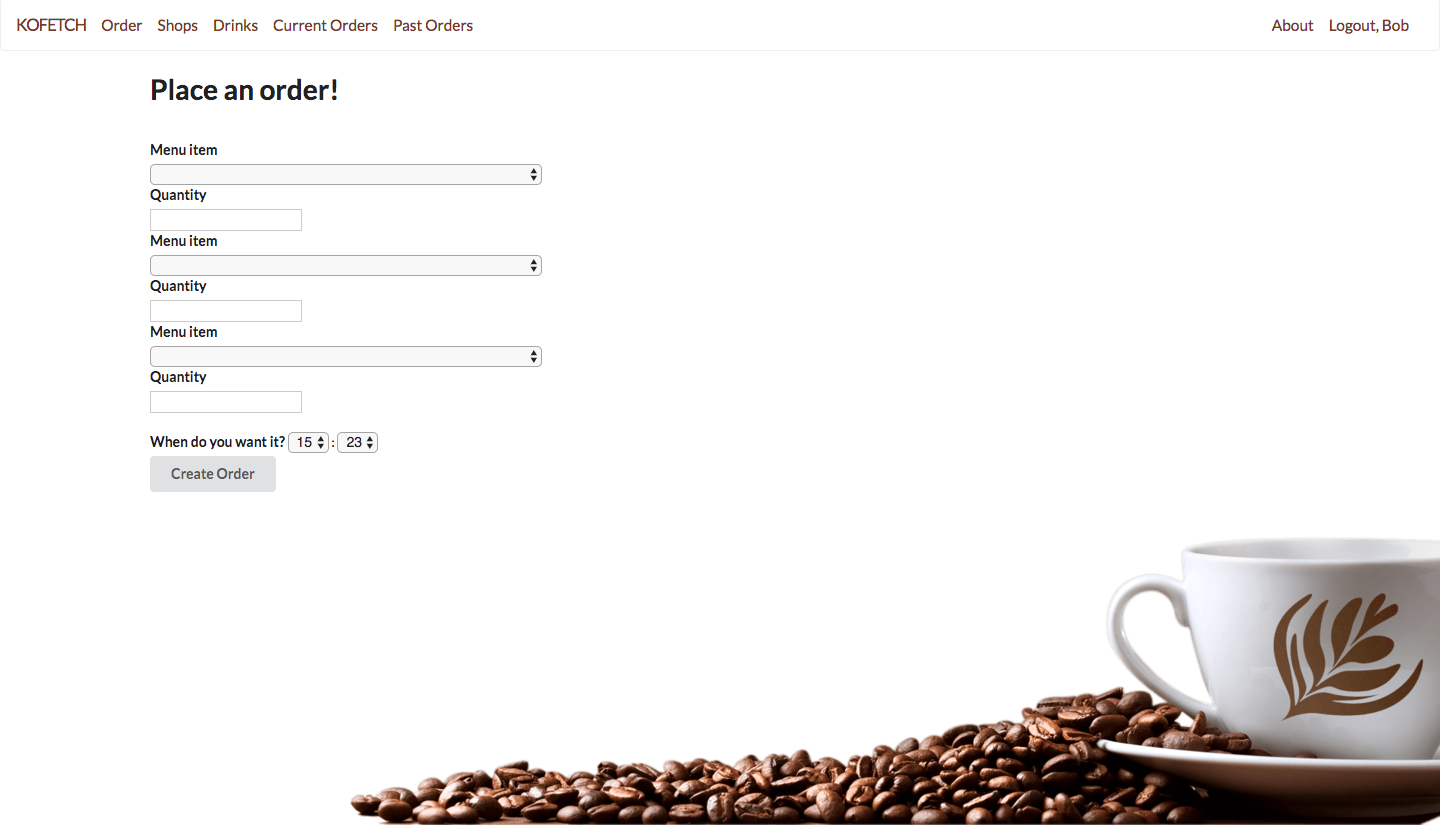 KOFETCH Order Shops Drinks Current Orders Past Orders About Logout, Bob
Place an order!
Menu item
Quantity
Menu item
Quantity
Menu item
Quantity
When do you want it? 15 : 23
Create Order